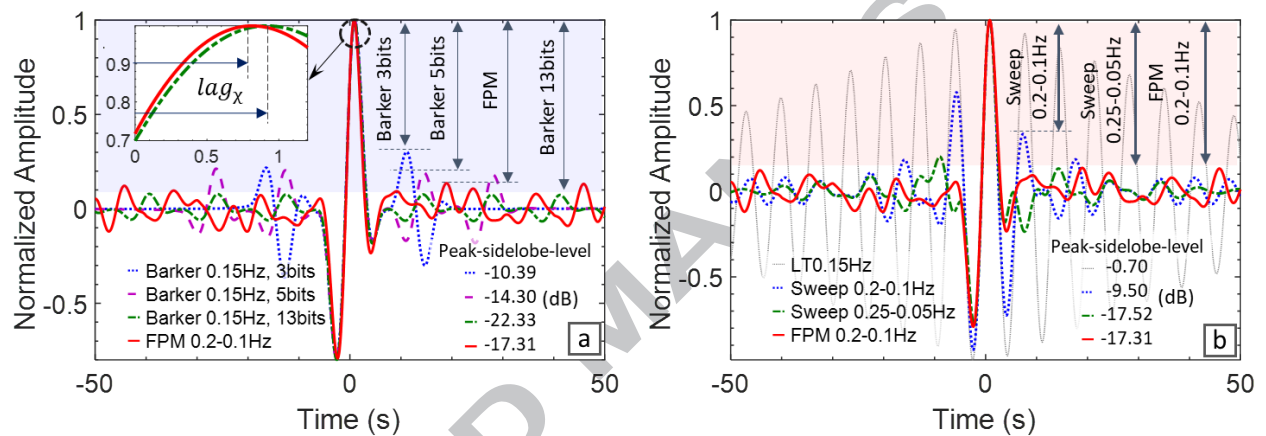 1
0.5
0
-0.5
Normalized Amplitude
0.9
0.8
0.7
0
0.5
1
lagχ
Barker 3bits
Barker 5bits
FPM
Barker 13bits
Peak-sidelobe-level
Barker 0.15Hz, 3bits -10.39
Barker 0.15Hz, 5bits -14.30 (dB)
Barker 0.15Hz, 13bits -22.33
FPM 0.2-0.1Hz -17.31
a
-50 0 50
Time (s)
1
0.5
0
-0.5
Normalized Amplitude
Sweep
0.2-0.1Hz
Sweep
0.25-0.05Hz
FPM
0.2-0.1Hz
Peak-sidelobe-level
LT0.15Hz -0.70
Sweep 0.2-0.1Hz -9.50 (dB)
Sweep 0.25-0.05Hz -17.52
FPM 0.2-0.1Hz -17.31
b
-50 0 50
Time (s)